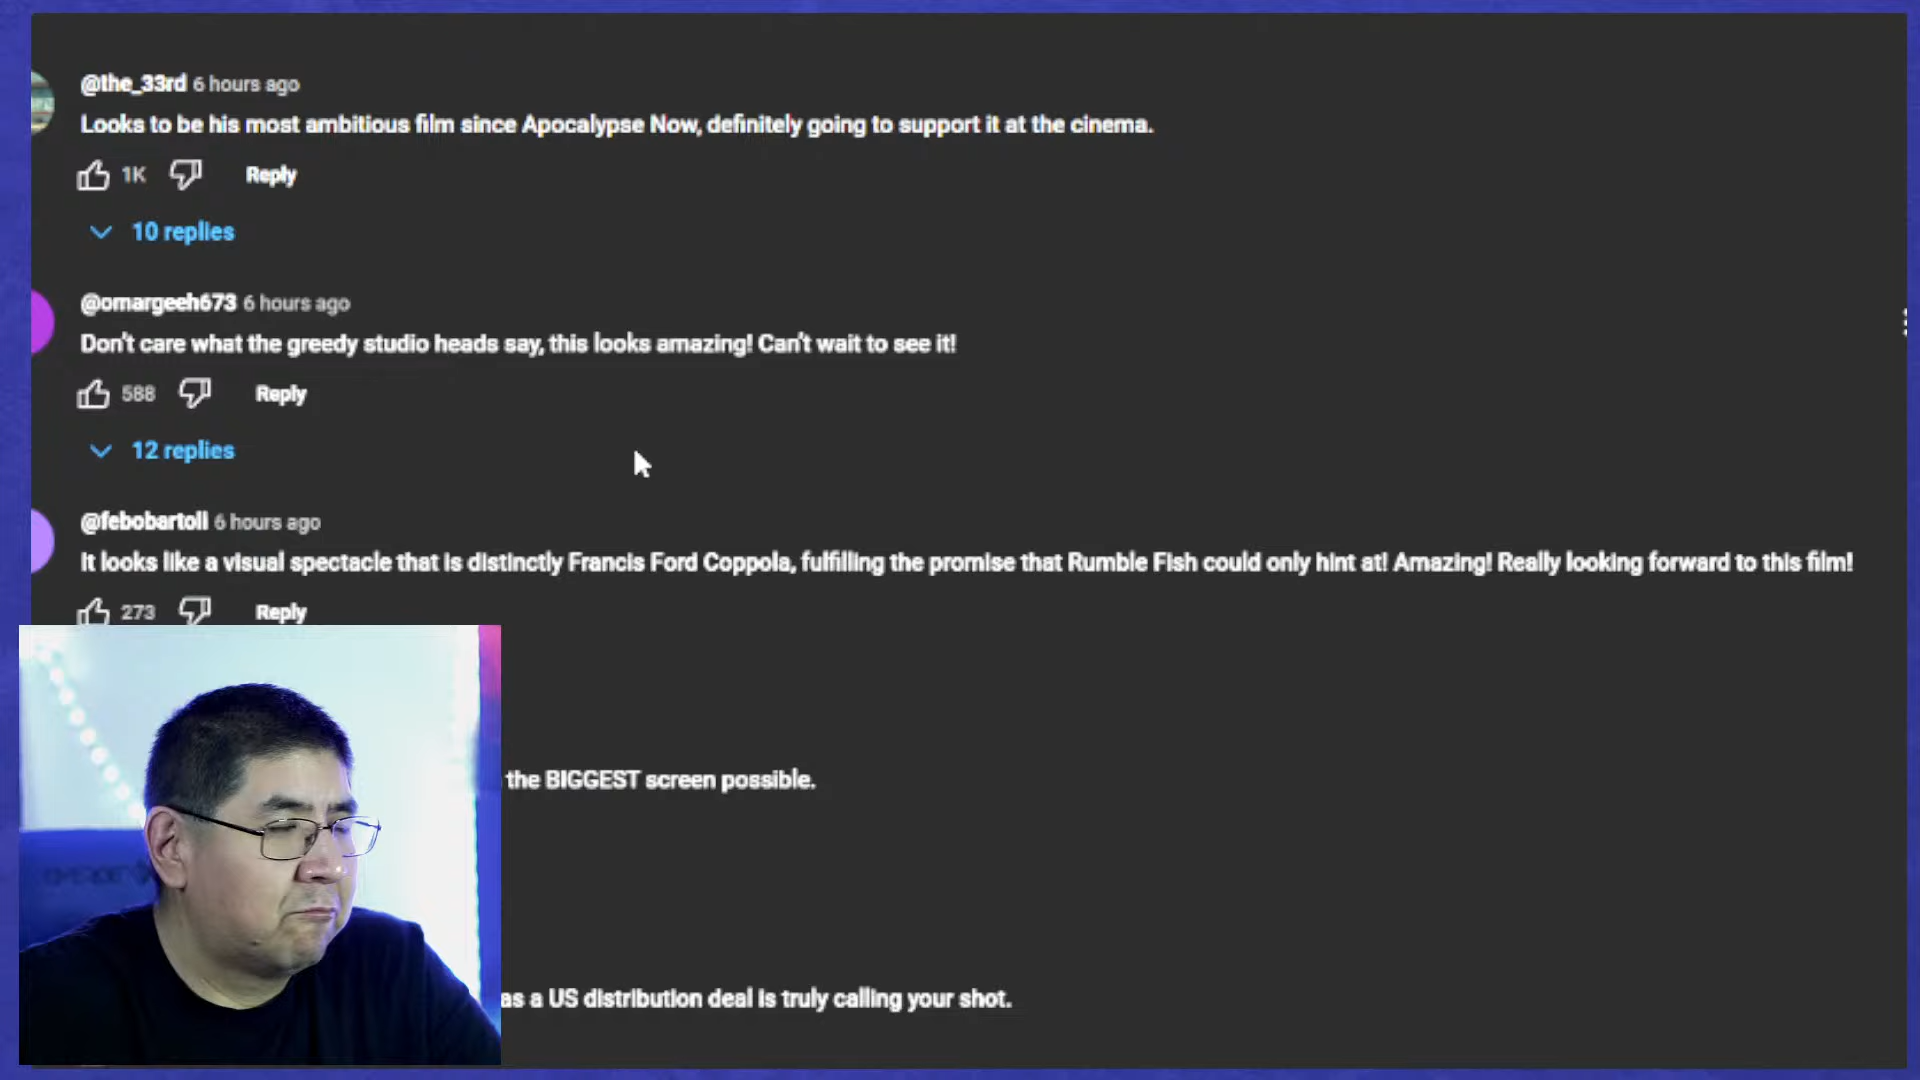 @the_33rd 6 hours ago
Looks to be his most ambitious film since Apocalypse Now, definitely going to support it at the cinema.
1K Reply
10 replies
@omargeeh673 6 hours ago
Don't care what the greedy studio heads say, this looks amazing! Can't wait to see it!
588 Reply
12 replies
@febobartoll 6 hours ago
It looks like a visual spectacle that is distinctly Francis Ford Coppola, fulfilling the promise that Rumble Fish could only hint at! Amazing! Really looking forward to this film!
273 Reply
the BIGGEST screen possible.
as a US distribution deal is truly calling your shot.